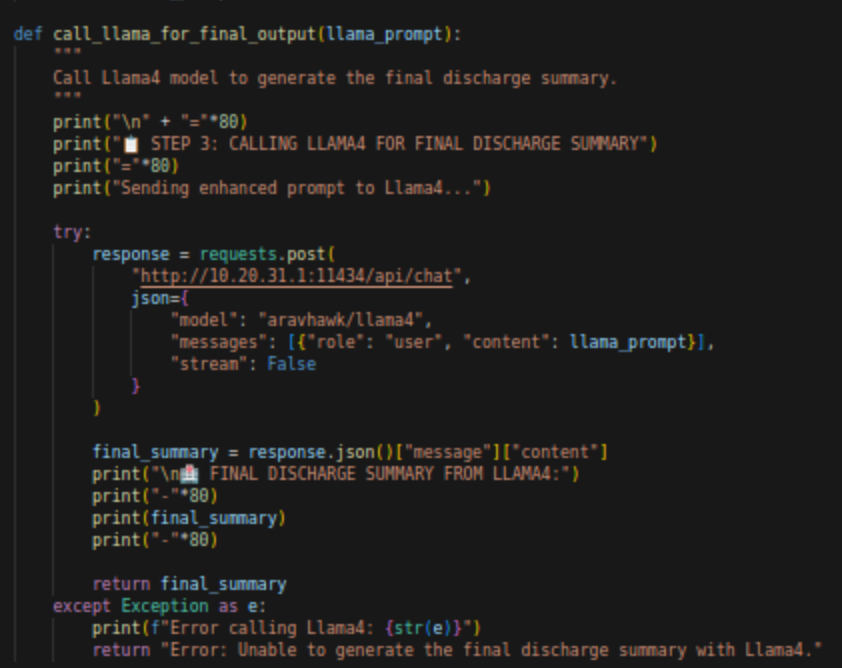 def call_llama_for_final_output(llama_prompt):
    """
    Call Llama4 model to generate the final discharge summary.
    """
    print("\n" + "="*80)
    print("📋 STEP 3: CALLING LLAMA4 FOR FINAL DISCHARGE SUMMARY")
    print("="*80)
    print("Sending enhanced prompt to Llama4...")

    try:
        response = requests.post(
            "http://10.20.31.1:11434/api/chat",
            json={
                "model": "aravhawk/llama4",
                "messages": [{"role": "user", "content": llama_prompt}],
                "stream": False
            }
        )

        final_summary = response.json()["message"]["content"]
        print("\n🏥 FINAL DISCHARGE SUMMARY FROM LLAMA4:")
        print("-"*80)
        print(final_summary)
        print("-"*80)

        return final_summary
    except Exception as e:
        print(f"Error calling Llama4: {str(e)}")
        return "Error: Unable to generate the final discharge summary with Llama4."